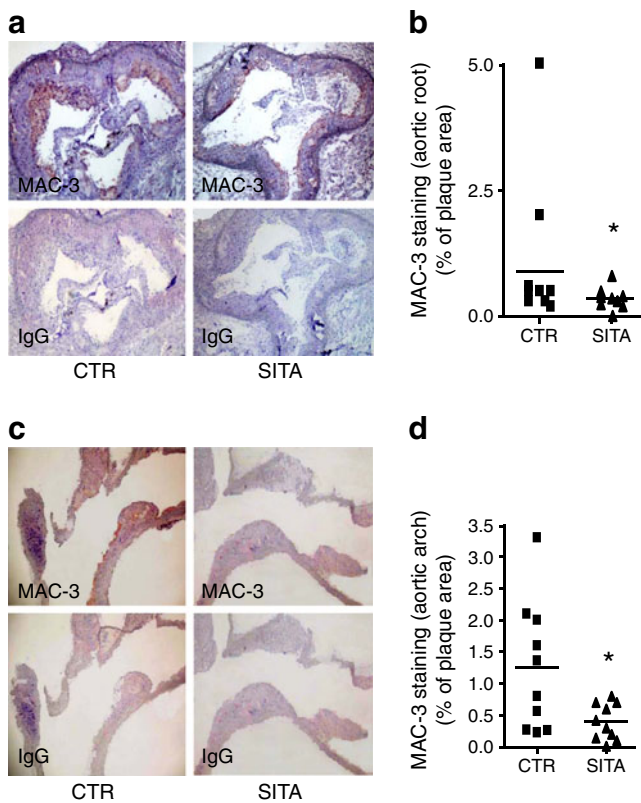 a
MAC-3
MAC-3
IgG
IgG
CTR
SITA
b
MAC-3 staining (aortic root)
(% of plaque area)
5.0
2.5
0.0
*
CTR
SITA
c
MAC-3
MAC-3
IgG
IgG
CTR
SITA
d
MAC-3 staining (aortic arch)
(% of plaque area)
3.5
3.0
2.5
2.0
1.5
1.0
0.5
0.0
*
CTR
SITA